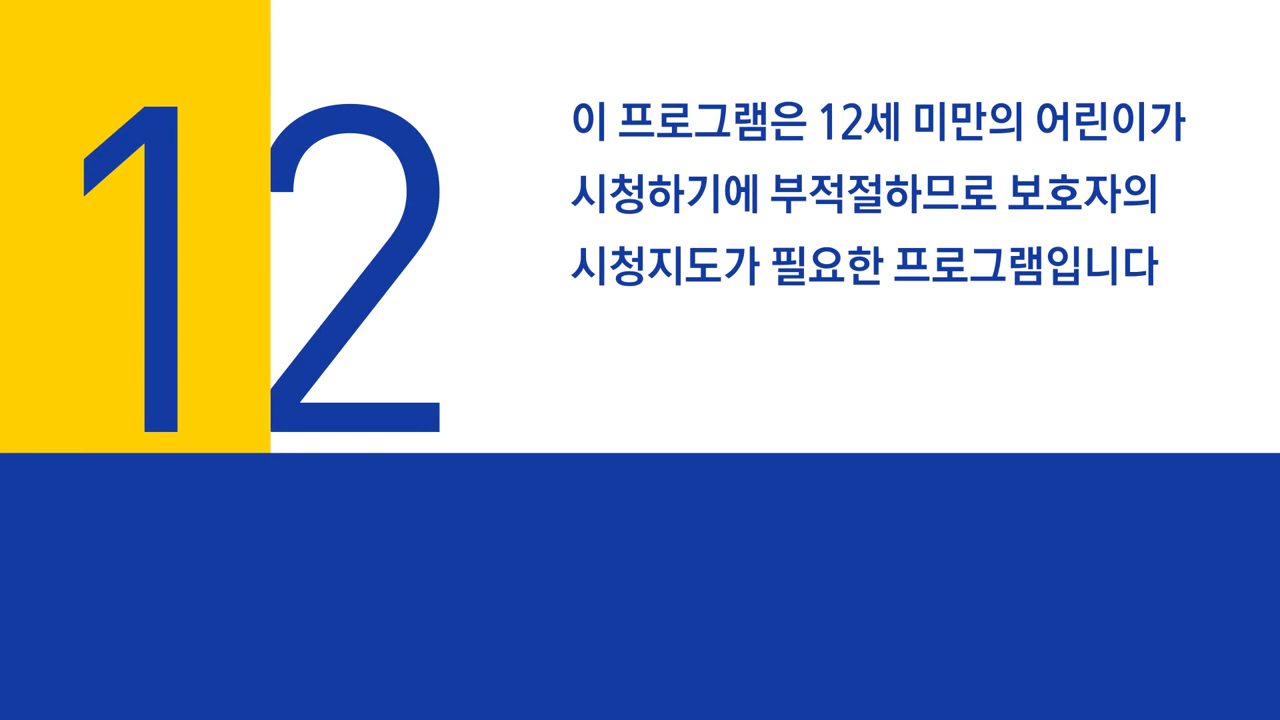 12
이 프로그램은 12세 미만의 어린이가
시청하기에 부적절하므로 보호자의
시청지도가 필요한 프로그램입니다